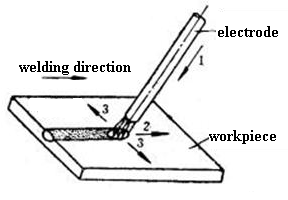 electrode
1
welding direction
3
2
3
workpiece